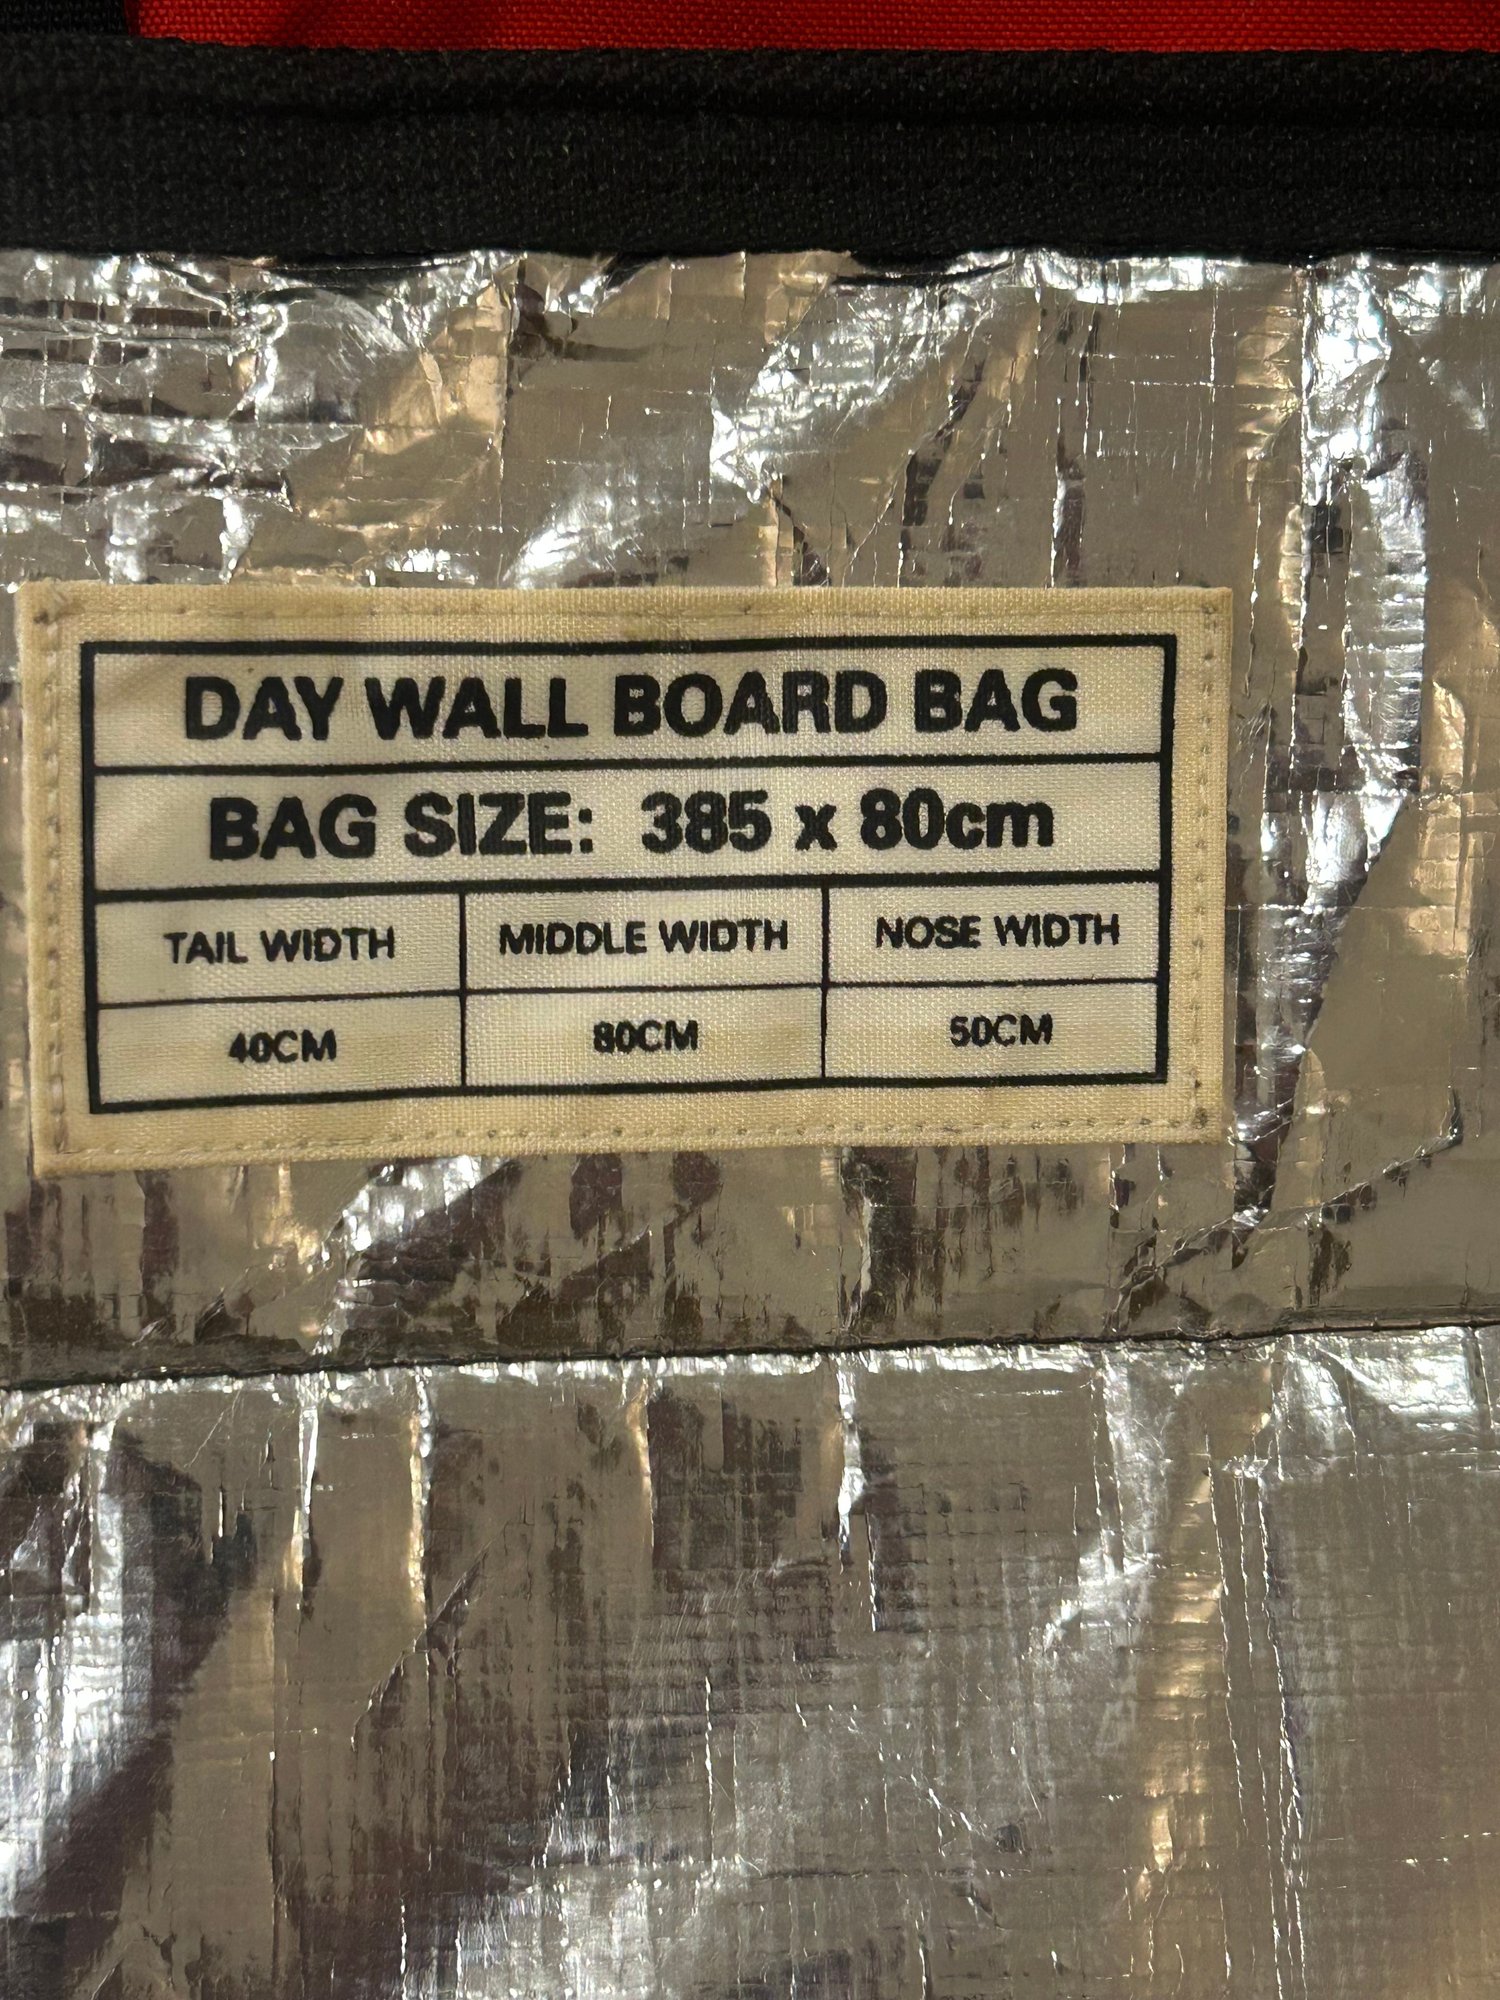 DAY WALL BOARD BAG
BAG SIZE: 385 x 80cm
TAIL WIDTH MIDDLE WIDTH NOSE WIDTH
40CM 80CM 50CM